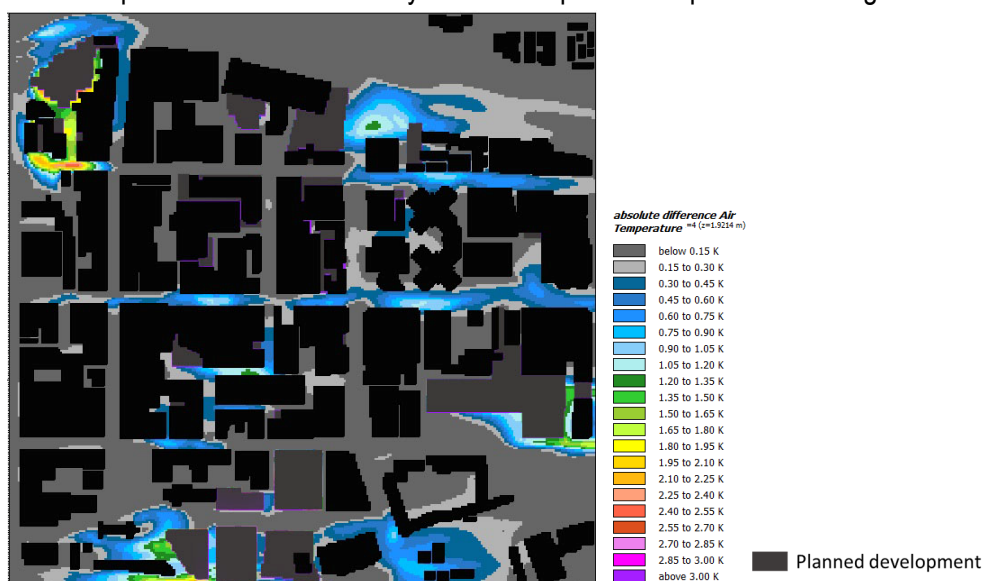 absolute difference Air
Temperature =4 (z=1.9214 m)
below 0.15 K
0.15 to 0.30 K
0.30 to 0.45 K
0.45 to 0.60 K
0.60 to 0.75 K
0.75 to 0.90 K
0.90 to 1.05 K
1.05 to 1.20 K
1.20 to 1.35 K
1.35 to 1.50 K
1.50 to 1.65 K
1.65 to 1.80 K
1.80 to 1.95 K
1.95 to 2.10 K
2.10 to 2.25 K
2.25 to 2.40 K
2.40 to 2.55 K
2.55 to 2.70 K
2.70 to 2.85 K
2.85 to 3.00 K
above 3.00 K
Planned development